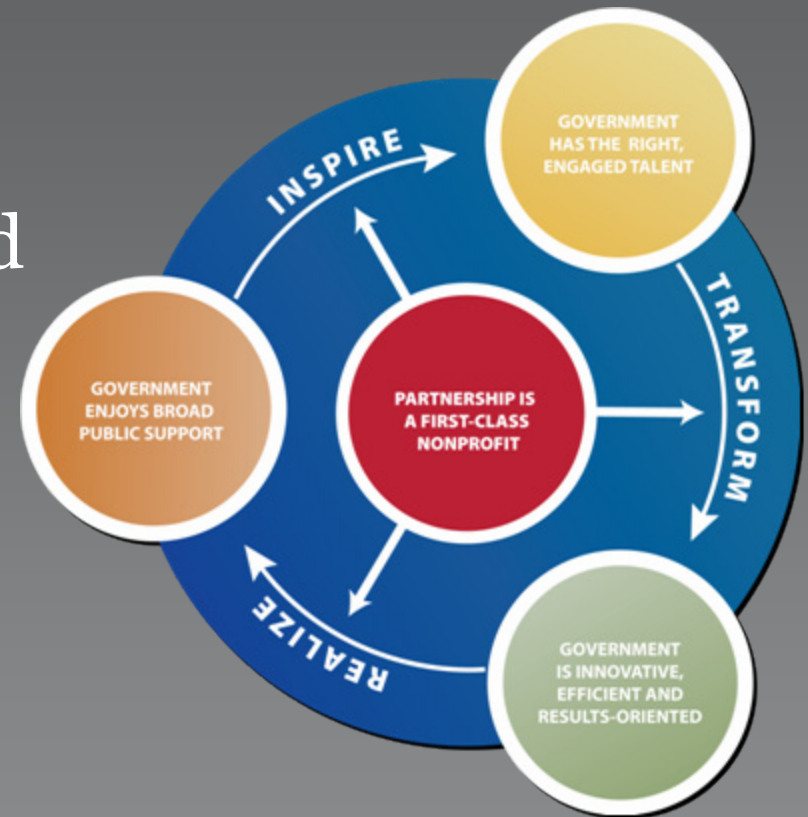 d
INSPIRE
GOVERNMENT
HAS THE RIGHT,
ENGAGED TALENT
TRANSFORM
GOVERNMENT
ENJOYS BROAD
PUBLIC SUPPORT
PARTNERSHIP IS
A FIRST-CLASS
NONPROFIT
REALIZE
GOVERNMENT
IS INNOVATIVE,
EFFICIENT AND
RESULTS-ORIENTED